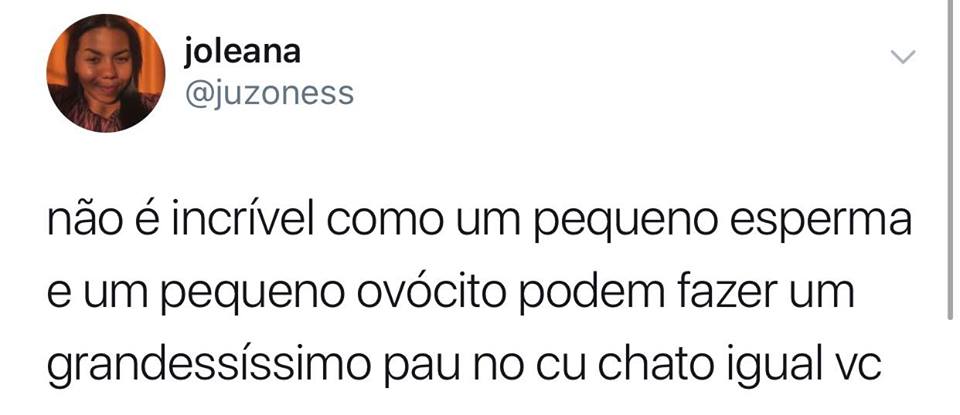 joleana
@juzoness
não é incrível como um pequeno esperma
e um pequeno ovócito podem fazer um
grandessíssimo pau no cu chato igual vc